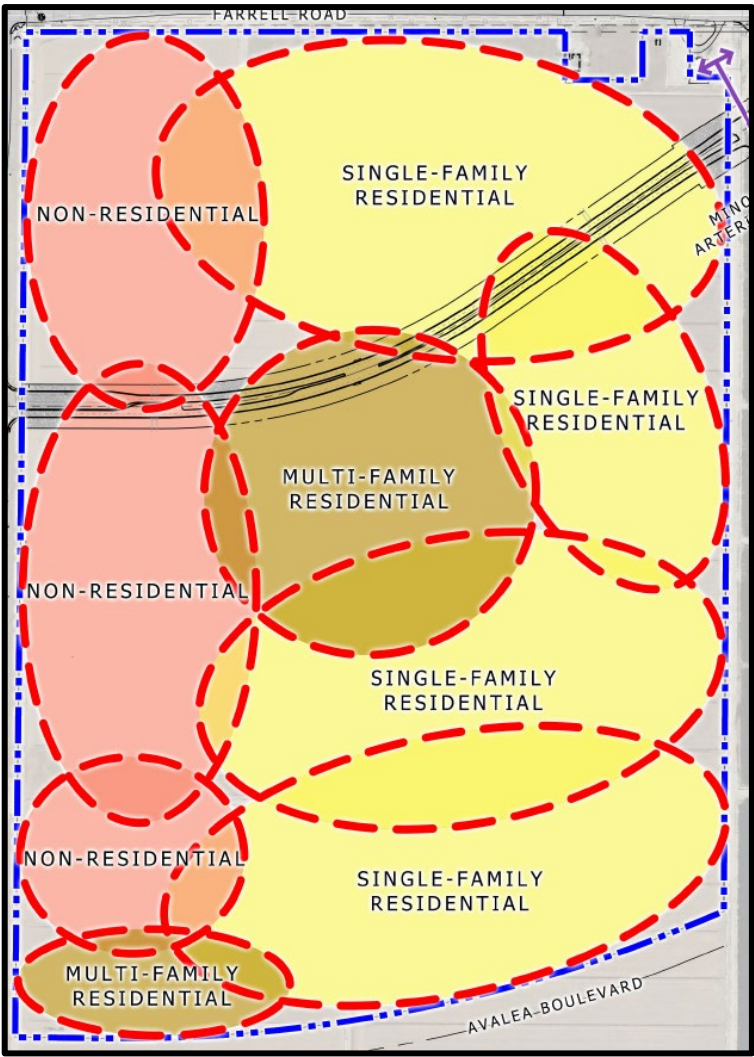 FARRELL ROAD
SINGLE-FAMILY
RESIDENTIAL
NON-RESIDENTIAL
SINGLE-FAMILY
RESIDENTIAL
MULTI-FAMILY
RESIDENTIAL
NON-RESIDENTIAL
SINGLE-FAMILY
RESIDENTIAL
NON-RESIDENTIAL
SINGLE-FAMILY
RESIDENTIAL
MULTI-FAMILY
RESIDENTIAL
AVALEA BOULEVARD